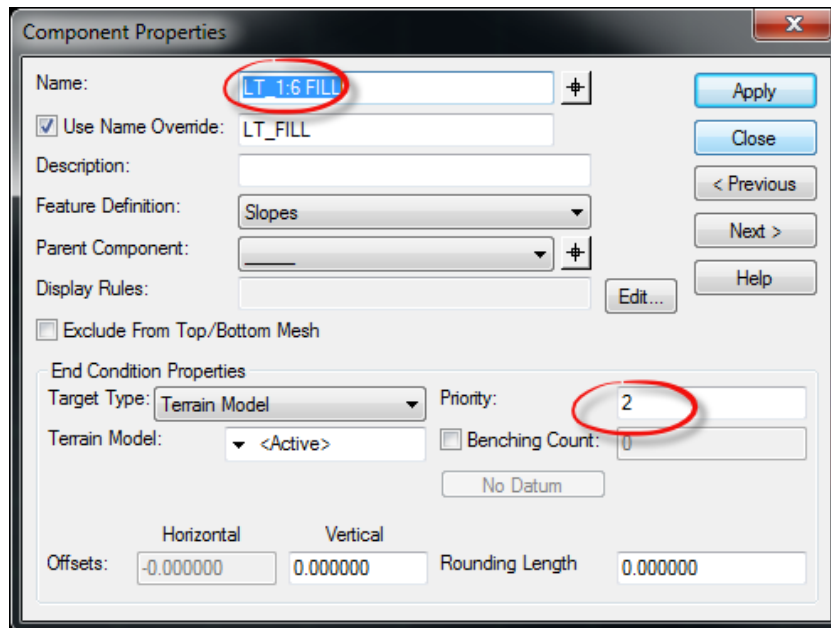 Component Properties
Name: LT_1:6 FILL
Apply
Use Name Override: LT_FILL
Close
Description:
< Previous
Feature Definition: Slopes
Next >
Parent Component: _____
Help
Display Rules:
Edit...
Exclude From Top/Bottom Mesh
End Condition Properties
Target Type: Terrain Model Priority: 2
Terrain Model: <Active> Benching Count: 0
No Datum
Horizontal Vertical
Offsets: -0.000000 0.000000 Rounding Length 0.000000